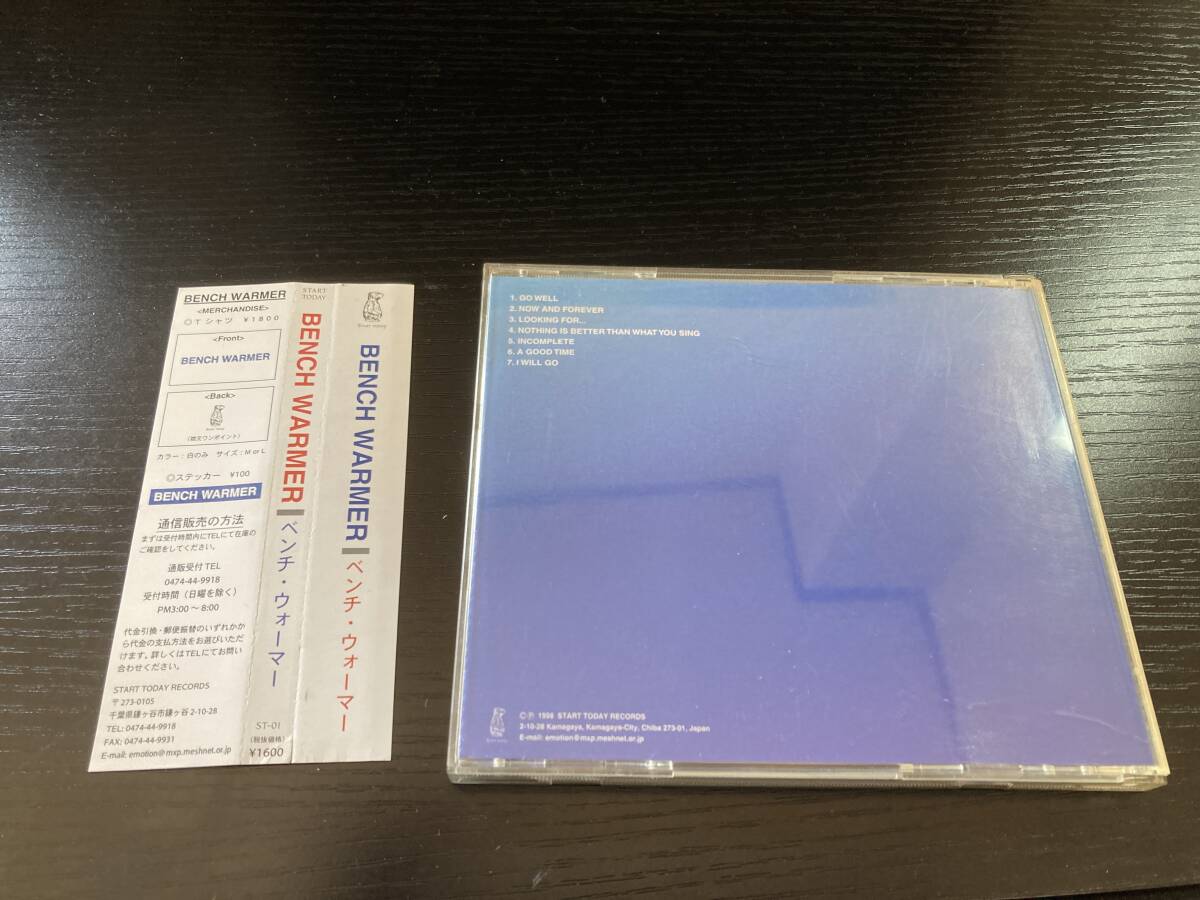 BENCH WARMER
<MERCHANDISE>
◎Tシャツ ¥1800
<Front>
BENCH WARMER
<Back>
(胸元ワンポイント)
カラー:白のみ サイズ:M or L
◎ステッカー ¥100
BENCH WARMER
通信販売の方法
まずは受付時間内にTELにて在庫の
ご確認をしてください。
通販受付 TEL
0474-44-9918
受付時間(日曜を除く)
PM3:00~8:00
代金引換・郵便振替のいずれかか
ら代金の支払方法をお選びいただ
けます。詳しくはTELにてお問い
合わせください。
START TODAY RECORDS
〒273-0105
千葉県鎌ヶ谷市鎌ヶ谷2-10-28
TEL: 0474-44-9918
FAX: 0474-44-9931
E-mail: emotion@mxp.meshnet.or.jp
START
TODAY
BENCH WARMER
ベンチ・ウォーマー
ST-01
(税抜価格)
¥1600
Start today
BENCH WARMER
ベンチ・ウォーマー
1. GO WELL
2. NOW AND FOREVER
3. LOOKING FOR...
4. NOTHING IS BETTER THAN WHAT YOU SING
5. INCOMPLETE
6. A GOOD TIME
7. I WILL GO
©℗ 1998 START TODAY RECORDS
2-10-28 Kamagaya, Kamagaya-City, Chiba 273-01, Japan
E-mail: emotion@mxp.meshnet.or.jp